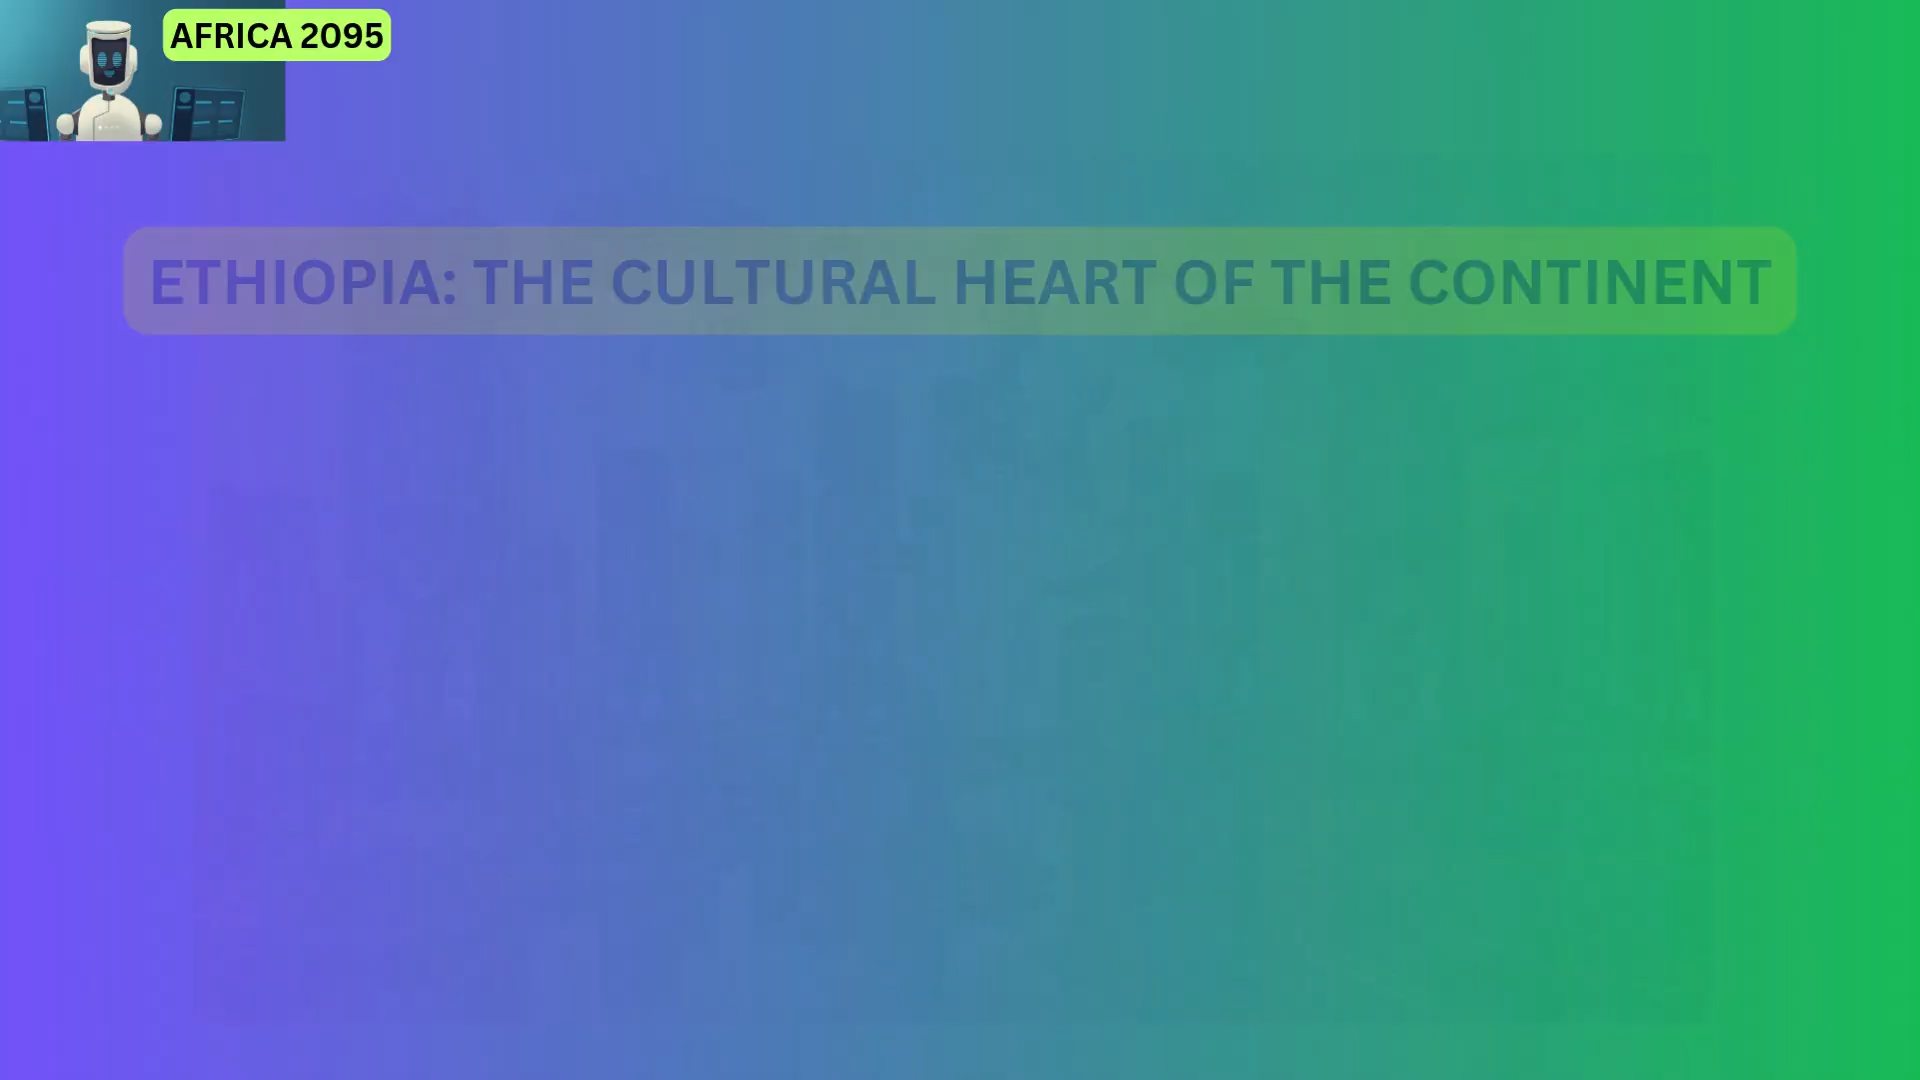 AFRICA 2095
ETHIOPIA: THE CULTURAL HEART OF THE CONTINENT